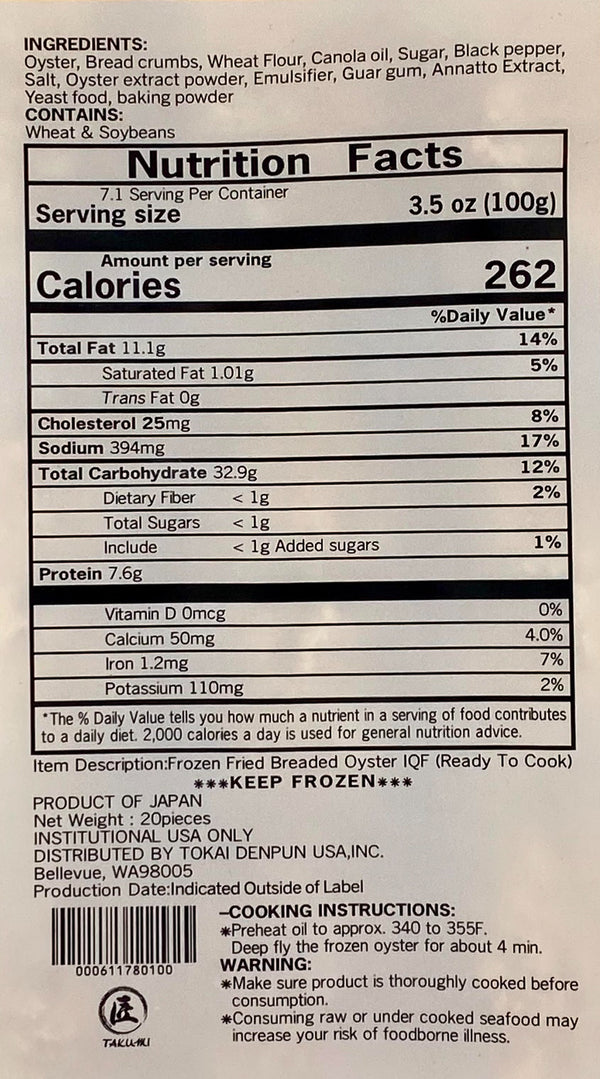 INGREDIENTS:
Oyster, Bread crumbs, Wheat Flour, Canola oil, Sugar, Black pepper,
Salt, Oyster extract powder, Emulsifier, Guar gum, Annatto Extract,
Yeast food, baking powder
CONTAINS:
Wheat & Soybeans
Nutrition Facts
7.1 Serving Per Container
Serving size 3.5 oz (100g)
Amount per serving
Calories 262
%Daily Value*
Total Fat 11.1g 14%
Saturated Fat 1.01g 5%
Trans Fat 0g
Cholesterol 25mg 8%
Sodium 394mg 17%
Total Carbohydrate 32.9g 12%
Dietary Fiber < 1g 2%
Total Sugars < 1g
Include < 1g Added sugars 1%
Protein 7.6g
Vitamin D 0mcg 0%
Calcium 50mg 4.0%
Iron 1.2mg 7%
Potassium 110mg 2%
*The % Daily Value tells you how much a nutrient in a serving of food contributes
to a daily diet. 2,000 calories a day is used for general nutrition advice.
Item Description:Frozen Fried Breaded Oyster IQF (Ready To Cook)
✳✳✳KEEP FROZEN✳✳✳
PRODUCT OF JAPAN
Net Weight : 20pieces
INSTITUTIONAL USA ONLY
DISTRIBUTED BY TOKAI DENPUN USA,INC.
Bellevue, WA98005
Production Date:Indicated Outside of Label
000611780100
匠
TAKUMI
–COOKING INSTRUCTIONS:
✳Preheat oil to approx. 340 to 355F.
Deep fly the frozen oyster for about 4 min.
WARNING:
✳Make sure product is thoroughly cooked before
consumption.
✳Consuming raw or under cooked seafood may
increase your risk of foodborne illness.